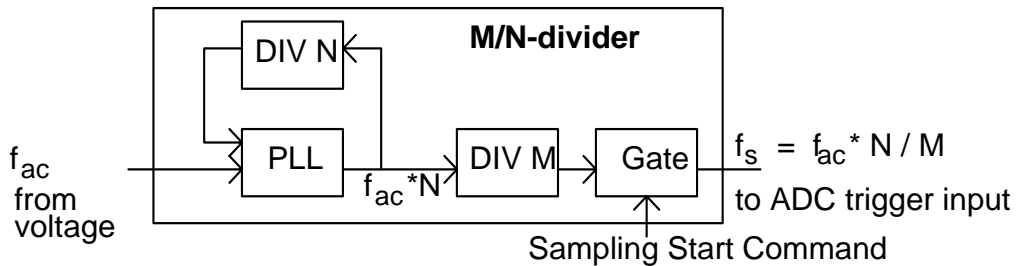 M/N-divider
DIV N
f_ac
from
voltage
PLL
f_ac*N
DIV M
Gate
f_s = f_ac* N / M
to ADC trigger input
Sampling Start Command